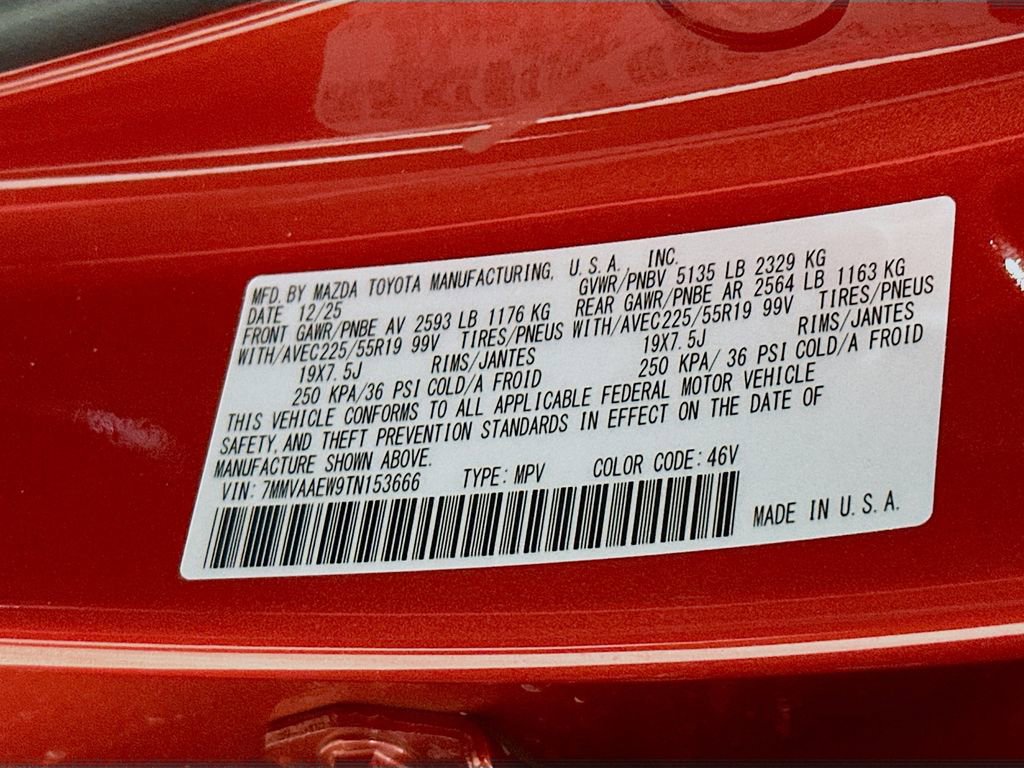 MFD. BY MAZDA TOYOTA MANUFACTURING, U.S.A. INC.
DATE 12/25 GVWR/PNBV 5135 LB 2329 KG
FRONT GAWR/PNBE AV 2593 LB 1176 KG REAR GAWR/PNBE AR 2564 LB 1163 KG
WITH/AVEC225/55R19 99V TIRES/PNEUS WITH/AVEC225/55R19 99V TIRES/PNEUS
19X7.5J RIMS/JANTES 19X7.5J RIMS/JANTES
250 KPA/36 PSI COLD/A FROID 250 KPA/ 36 PSI COLD/A FROID
THIS VEHICLE CONFORMS TO ALL APPLICABLE FEDERAL MOTOR VEHICLE
SAFETY, AND THEFT PREVENTION STANDARDS IN EFFECT ON THE DATE OF
MANUFACTURE SHOWN ABOVE.
VIN: 7MMVAAEW9TN153666 TYPE: MPV COLOR CODE: 46V
MADE IN U.S.A.